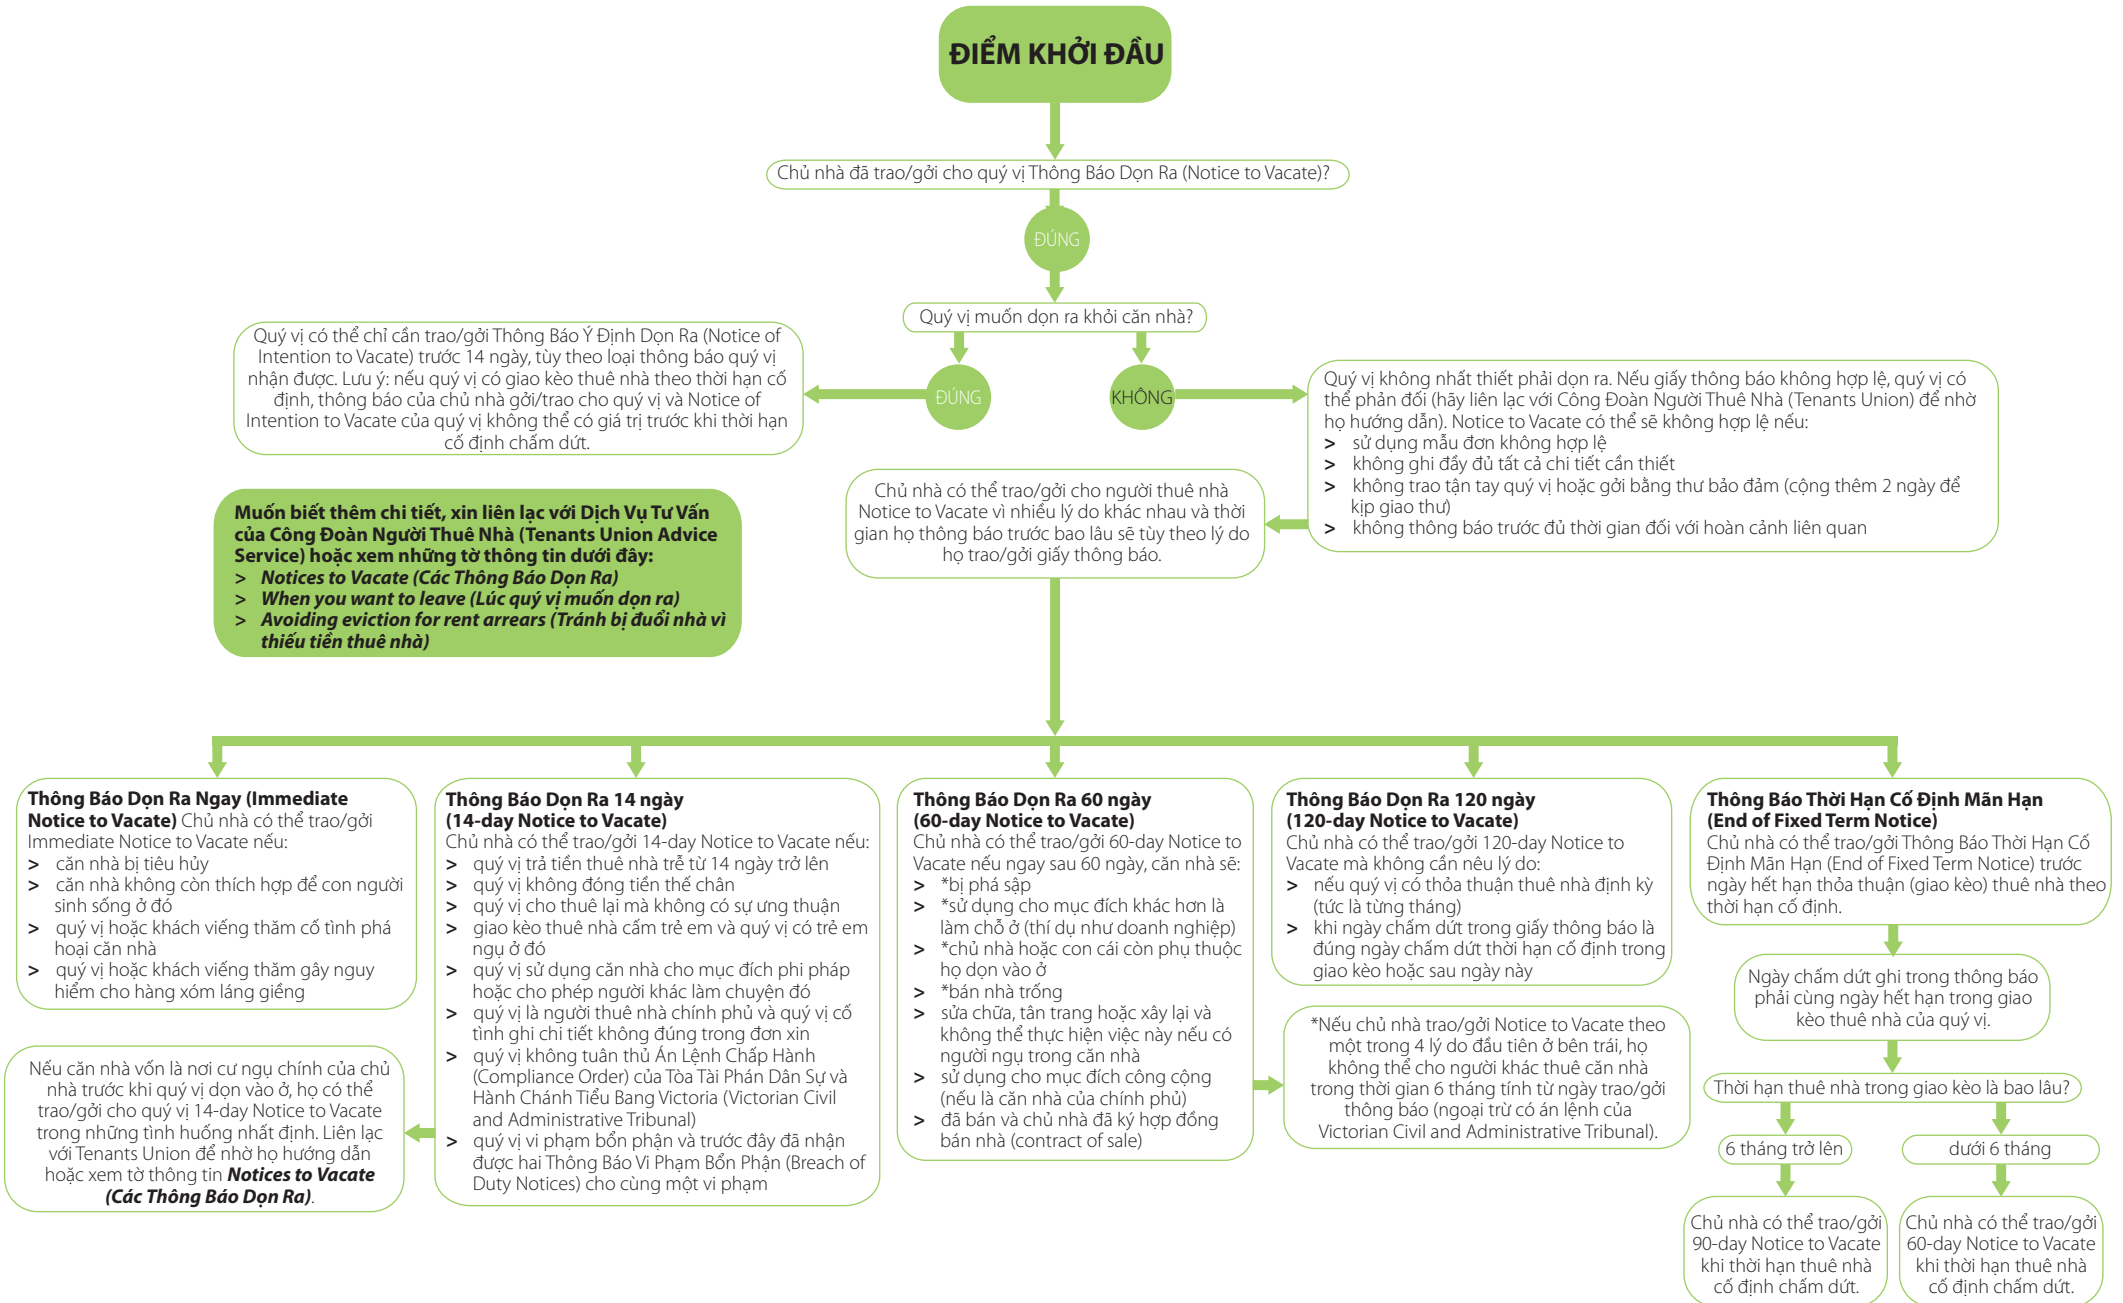 ĐIỂM KHỞI ĐẦU
Chủ nhà đã trao/gởi cho quý vị Thông Báo Dọn Ra (Notice to Vacate)?
ĐÚNG
Quý vị muốn dọn ra khỏi căn nhà?
ĐÚNG
KHÔNG
Quý vị có thể chỉ cần trao/gởi Thông Báo Ý Định Dọn Ra (Notice of
Intention to Vacate) trước 14 ngày, tùy theo loại thông báo quý vị
nhận được. Lưu ý: nếu quý vị có giao kèo thuê nhà theo thời hạn cố
định, thông báo của chủ nhà gởi/trao cho quý vị và Notice of
Intention to Vacate của quý vị không thể có giá trị trước khi thời hạn
cố định chấm dứt.
Quý vị không nhất thiết phải dọn ra. Nếu giấy thông báo không hợp lệ, quý vị có
thể phản đối (hãy liên lạc với Công Đoàn Người Thuê Nhà (Tenants Union) để nhờ
họ hướng dẫn). Notice to Vacate có thể sẽ không hợp lệ nếu:
> sử dụng mẫu đơn không hợp lệ
> không ghi đầy đủ tất cả chi tiết cần thiết
> không trao tận tay quý vị hoặc gởi bằng thư bảo đảm (cộng thêm 2 ngày để
kịp giao thư)
> không thông báo trước đủ thời gian đối với hoàn cảnh liên quan
Chủ nhà có thể trao/gởi cho người thuê nhà
Notice to Vacate vì nhiều lý do khác nhau và thời
gian họ thông báo trước bao lâu sẽ tùy theo lý do
họ trao/gởi giấy thông báo.
Muốn biết thêm chi tiết, xin liên lạc với Dịch Vụ Tư Vấn
của Công Đoàn Người Thuê Nhà (Tenants Union Advice
Service) hoặc xem những tờ thông tin dưới đây:
> Notices to Vacate (Các Thông Báo Dọn Ra)
> When you want to leave (Lúc quý vị muốn dọn ra)
> Avoiding eviction for rent arrears (Tránh bị đuổi nhà vì
thiếu tiền thuê nhà)
Thông Báo Dọn Ra Ngay (Immediate
Notice to Vacate) Chủ nhà có thể trao/gởi
Immediate Notice to Vacate nếu:
> căn nhà bị tiêu hủy
> căn nhà không còn thích hợp để con người
sinh sống ở đó
> quý vị hoặc khách viếng thăm cố tình phá
hoại căn nhà
> quý vị hoặc khách viếng thăm gây nguy
hiểm cho hàng xóm láng giềng
Nếu căn nhà vốn là nơi cư ngụ chính của chủ
nhà trước khi quý vị dọn vào ở, họ có thể
trao/gởi cho quý vị 14-day Notice to Vacate
trong những tình huống nhất định. Liên lạc
với Tenants Union để nhờ họ hướng dẫn
hoặc xem tờ thông tin Notices to Vacate
(Các Thông Báo Dọn Ra).
Thông Báo Dọn Ra 14 ngày
(14-day Notice to Vacate)
Chủ nhà có thể trao/gởi 14-day Notice to Vacate nếu:
> quý vị trả tiền thuê nhà trễ từ 14 ngày trở lên
> quý vị không đóng tiền thế chân
> quý vị cho thuê lại mà không có sự ưng thuận
> giao kèo thuê nhà cấm trẻ em và quý vị có trẻ em
ngụ ở đó
> quý vị sử dụng căn nhà cho mục đích phi pháp
hoặc cho phép người khác làm chuyện đó
> quý vị là người thuê nhà chính phủ và quý vị cố
tình ghi chi tiết không đúng trong đơn xin
> quý vị không tuân thủ Án Lệnh Chấp Hành
(Compliance Order) của Tòa Tài Phán Dân Sự và
Hành Chánh Tiểu Bang Victoria (Victorian Civil
and Administrative Tribunal)
> quý vị vi phạm bổn phận và trước đây đã nhận
được hai Thông Báo Vi Phạm Bổn Phận (Breach of
Duty Notices) cho cùng một vi phạm
Thông Báo Dọn Ra 60 ngày
(60-day Notice to Vacate)
Chủ nhà có thể trao/gởi 60-day Notice to
Vacate nếu ngay sau 60 ngày, căn nhà sẽ:
> *bị phá sập
> *sử dụng cho mục đích khác hơn là
làm chỗ ở (thí dụ như doanh nghiệp)
> *chủ nhà hoặc con cái còn phụ thuộc
họ dọn vào ở
> *bán nhà trống
> sửa chữa, tân trang hoặc xây lại và
không thể thực hiện việc này nếu có
người ngụ trong căn nhà
> sử dụng cho mục đích công cộng
(nếu là căn nhà của chính phủ)
> đã bán và chủ nhà đã ký hợp đồng
bán nhà (contract of sale)
Thông Báo Dọn Ra 120 ngày
(120-day Notice to Vacate)
Chủ nhà có thể trao/gởi 120-day Notice to
Vacate mà không cần nêu lý do:
> nếu quý vị có thỏa thuận thuê nhà định kỳ
(tức là từng tháng)
> khi ngày chấm dứt trong giấy thông báo là
đúng ngày chấm dứt thời hạn cố định trong
giao kèo hoặc sau ngày này
*Nếu chủ nhà trao/gởi Notice to Vacate theo
một trong 4 lý do đầu tiên ở bên trái, họ
không thể cho người khác thuê căn nhà
trong thời gian 6 tháng tính từ ngày trao/gởi
thông báo (ngoại trừ có án lệnh của
Victorian Civil and Administrative Tribunal).
Thông Báo Thời Hạn Cố Định Mãn Hạn
(End of Fixed Term Notice)
Chủ nhà có thể trao/gởi Thông Báo Thời Hạn Cố
Định Mãn Hạn (End of Fixed Term Notice) trước
ngày hết hạn thỏa thuận (giao kèo) thuê nhà theo
thời hạn cố định.
Ngày chấm dứt ghi trong thông báo
phải cùng ngày hết hạn trong giao
kèo thuê nhà của quý vị.
Thời hạn thuê nhà trong giao kèo là bao lâu?
6 tháng trở lên
dưới 6 tháng
Chủ nhà có thể trao/gởi
90-day Notice to Vacate
khi thời hạn thuê nhà
cố định chấm dứt.
Chủ nhà có thể trao/gởi
60-day Notice to Vacate
khi thời hạn thuê nhà
cố định chấm dứt.